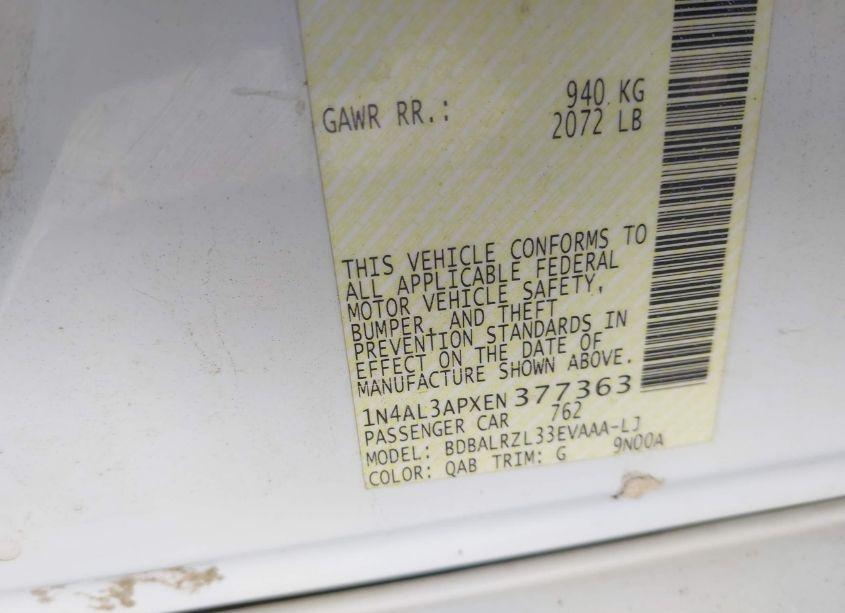 GAWR RR.: 940 KG
2072 LB
THIS VEHICLE CONFORMS TO
ALL APPLICABLE FEDERAL
MOTOR VEHICLE SAFETY,
BUMPER, AND THEFT
PREVENTION STANDARDS IN
EFFECT ON THE DATE OF
MANUFACTURE SHOWN ABOVE.
1N4AL3APXEN377363
PASSENGER CAR 762
MODEL: BDBALRZL33EVAAA-LJ
COLOR: QAB TRIM: G 9N00A